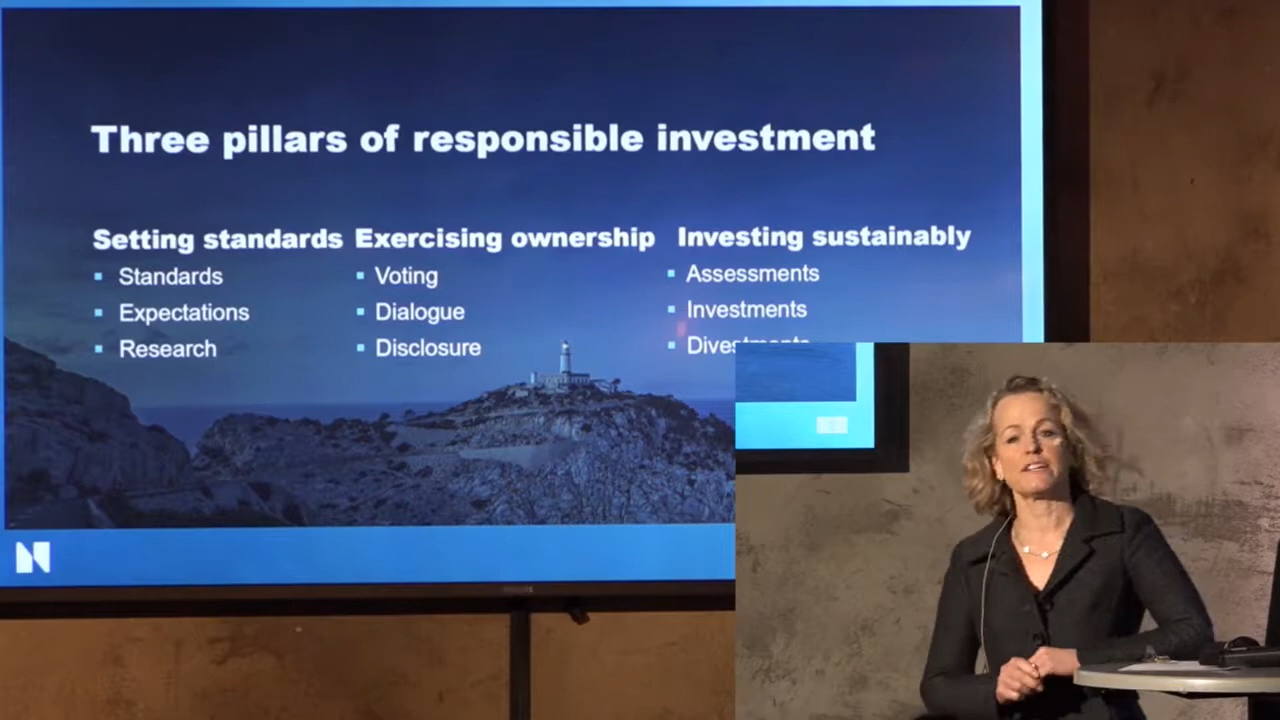 Three pillars of responsible investment
Setting standards Exercising ownership Investing sustainably
Standards Voting Assessments
Expectations Dialogue Investments
Research Disclosure Divestments
N